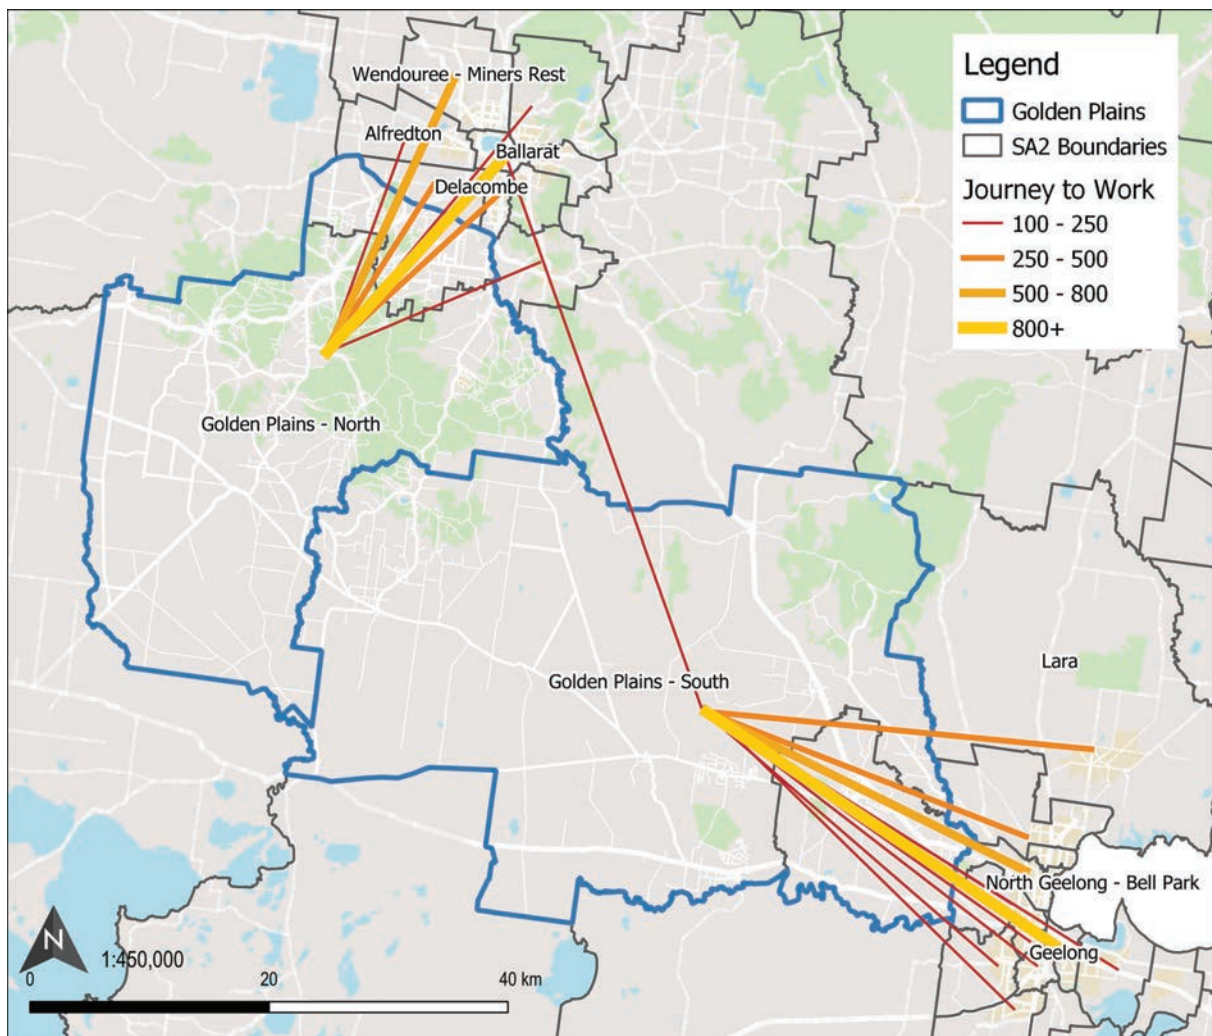 Wendouree - Miners Rest
Alfredton
Ballarat
Delacombe
Golden Plains - North
Golden Plains - South
Lara
North Geelong - Bell Park
Geelong
Legend
Golden Plains
SA2 Boundaries
Journey to Work
100 - 250
250 - 500
500 - 800
800+
N
1:450,000
0
20
40 km